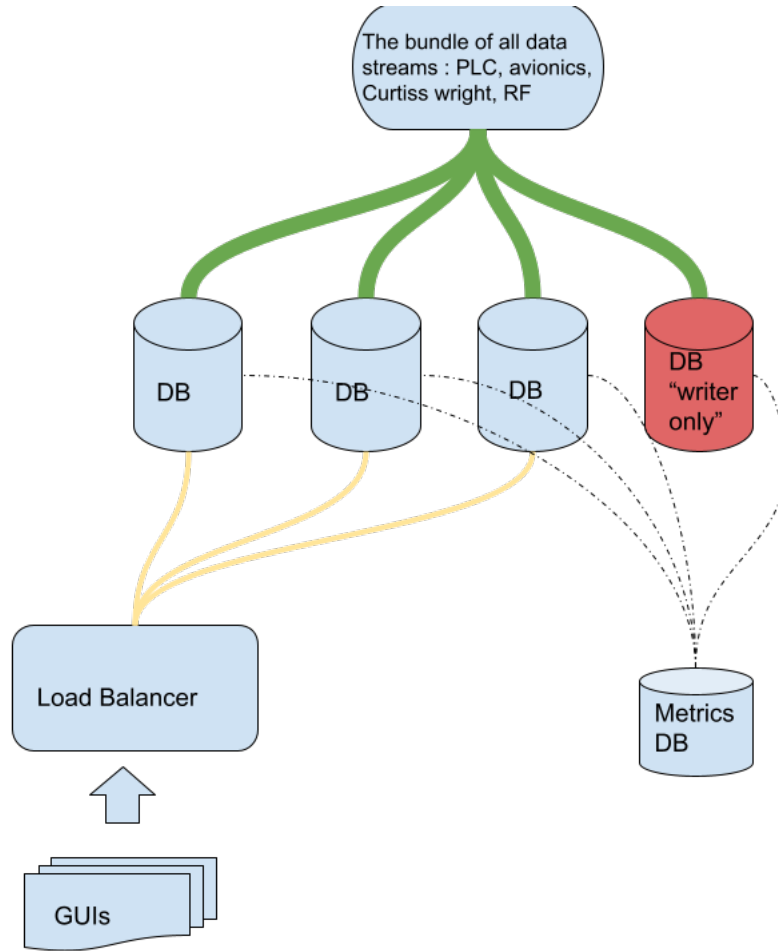 The bundle of all data
streams : PLC, avionics,
Curtiss wright, RF
DB
DB
DB
DB
“writer
only”
Load Balancer
Metrics
DB
GUIs